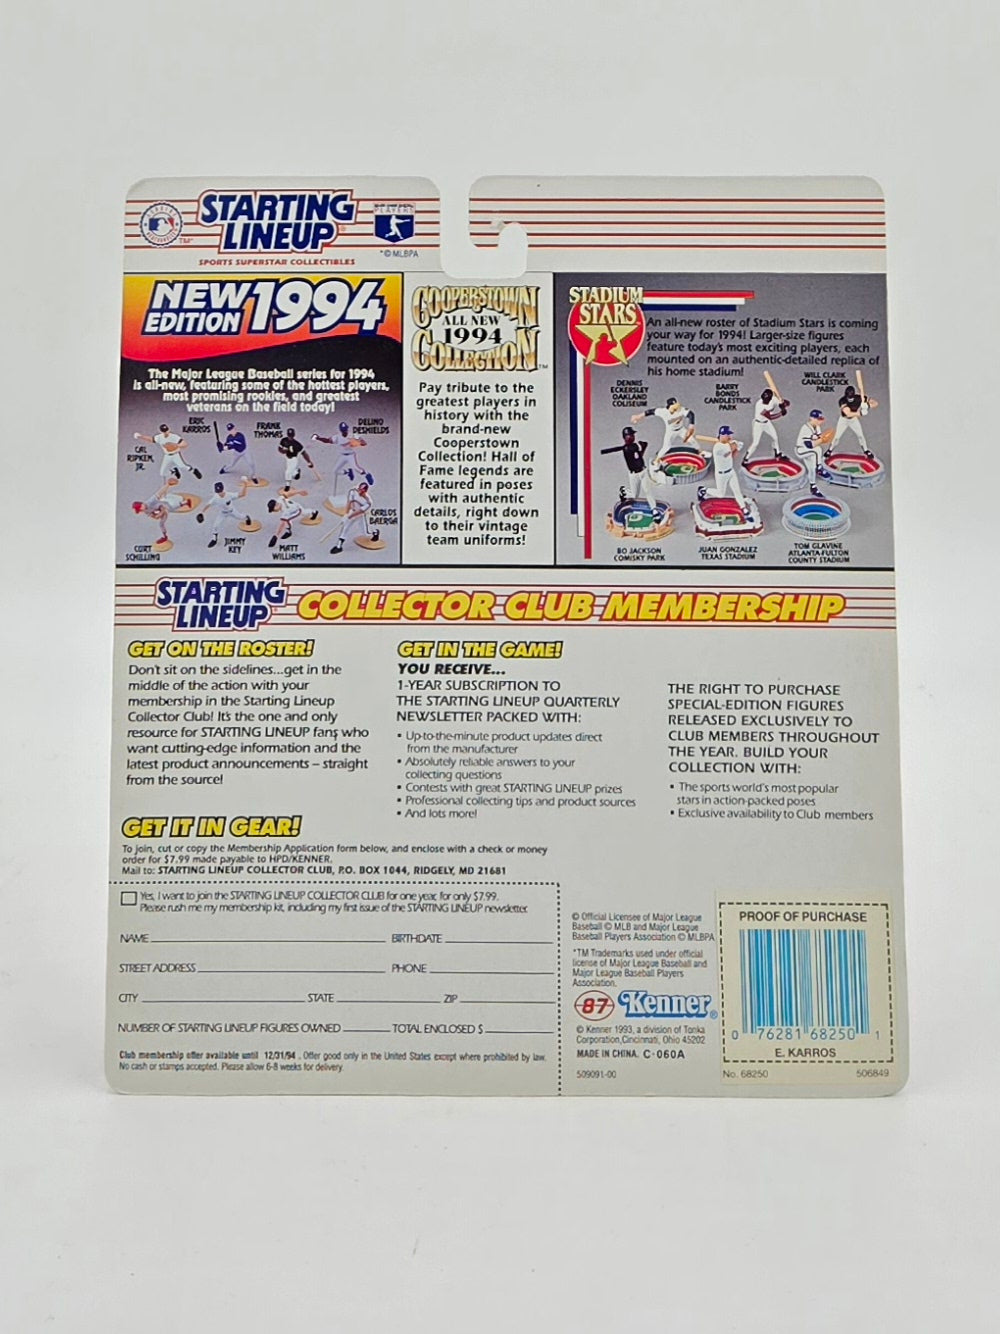 STARTING
LINEUP®
SPORTS SUPERSTAR COLLECTIBLES
TM*
PLAYERS
*© MLBPA
NEW
EDITION 1994
The Major League Baseball series for 1994
is all-new, featuring some of the hottest players,
most promising rookies, and greatest
veterans on the field today!
ERIC
KARROS
FRANK
THOMAS
DELINO
DESHIELDS
CAL
RIPKEN,
JR.
CARLOS
BAERGA
CURT
SCHILLING
JIMMY
KEY
MATT
WILLIAMS
COOPERSTOWN
ALL NEW
1994
COLLECTION™
Pay tribute to the
greatest players in
history with the
brand-new
Cooperstown
Collection! Hall of
Fame legends are
featured in poses
with authentic
details, right down
to their vintage
team uniforms!
STADIUM
STARS
An all-new roster of Stadium Stars is coming
your way for 1994! Larger-size figures
feature today's most exciting players, each
mounted on an authentic-detailed replica of
his home stadium!
DENNIS
ECKERSLEY
OAKLAND
COLISEUM
BARRY
BONDS
CANDLESTICK
PARK
WILL CLARK
CANDLESTICK
PARK
BO JACKSON
COMISKY PARK
JUAN GONZALEZ
TEXAS STADIUM
TOM GLAVINE
ATLANTA-FULTON
COUNTY STADIUM
STARTING
LINEUP®
COLLECTOR CLUB MEMBERSHIP
GET ON THE ROSTER!
Don't sit on the sidelines...get in the
middle of the action with your
membership in the Starting Lineup
Collector Club! It's the one and only
resource for STARTING LINEUP fans who
want cutting-edge information and the
latest product announcements – straight
from the source!
GET IN THE GAME!
YOU RECEIVE...
1-YEAR SUBSCRIPTION TO
THE STARTING LINEUP QUARTERLY
NEWSLETTER PACKED WITH:
• Up-to-the-minute product updates direct
from the manufacturer
• Absolutely reliable answers to your
collecting questions
• Contests with great STARTING LINEUP prizes
• Professional collecting tips and product sources
• And lots more!
THE RIGHT TO PURCHASE
SPECIAL-EDITION FIGURES
RELEASED EXCLUSIVELY TO
CLUB MEMBERS THROUGHOUT
THE YEAR. BUILD YOUR
COLLECTION WITH:
• The sports world's most popular
stars in action-packed poses
• Exclusive availability to Club members
GET IT IN GEAR!
To join, cut or copy the Membership Application form below, and enclose with a check or money
order for $7.99 made payable to HPD/KENNER.
Mail to: STARTING LINEUP COLLECTOR CLUB, P.O. BOX 1044, RIDGELY, MD 21681
Yes, I want to join the STARTING LINEUP COLLECTOR CLUB for one year, for only $7.99.
Please rush me my membership kit, including my first issue of the STARTING LINEUP newsletter.
NAME BIRTHDATE
STREET ADDRESS PHONE
CITY STATE ZIP
NUMBER OF STARTING LINEUP FIGURES OWNED TOTAL ENCLOSED $
Club membership offer available until 12/31/94. Offer good only in the United States except where prohibited by law.
No cash or stamps accepted. Please allow 6-8 weeks for delivery.
© Official Licensee of Major League
Baseball © MLB and Major League
Baseball Players Association © MLBPA
*TM Trademarks used under official
license of Major League Baseball and
Major League Baseball Players
Association.
87 Kenner®
© Kenner 1993, a division of Tonka
Corporation, Cincinnati, Ohio 45202
MADE IN CHINA. C-060A
509091-00
PROOF OF PURCHASE
0 76281 68250 1
E. KARROS
No. 68250 506849